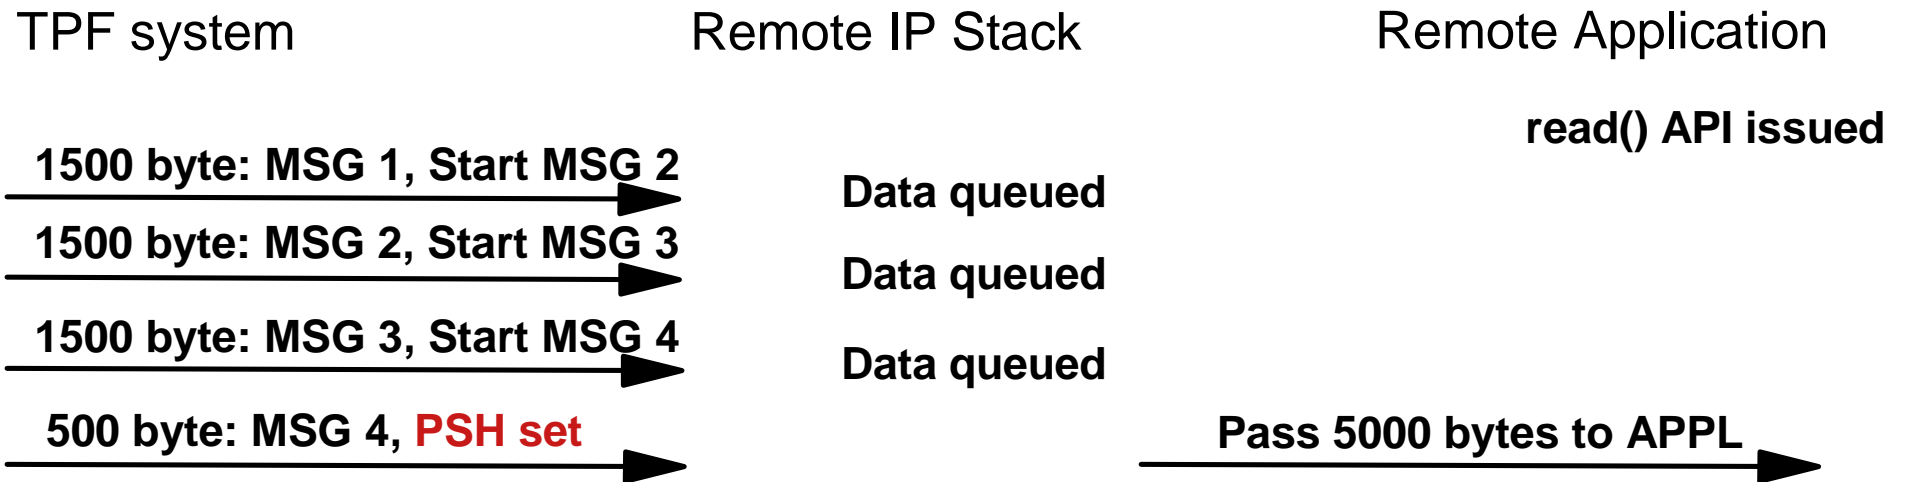 TPF system
Remote IP Stack
Remote Application
read() API issued
1500 byte: MSG 1, Start MSG 2
Data queued
1500 byte: MSG 2, Start MSG 3
Data queued
1500 byte: MSG 3, Start MSG 4
Data queued
500 byte: MSG 4, PSH set
Pass 5000 bytes to APPL